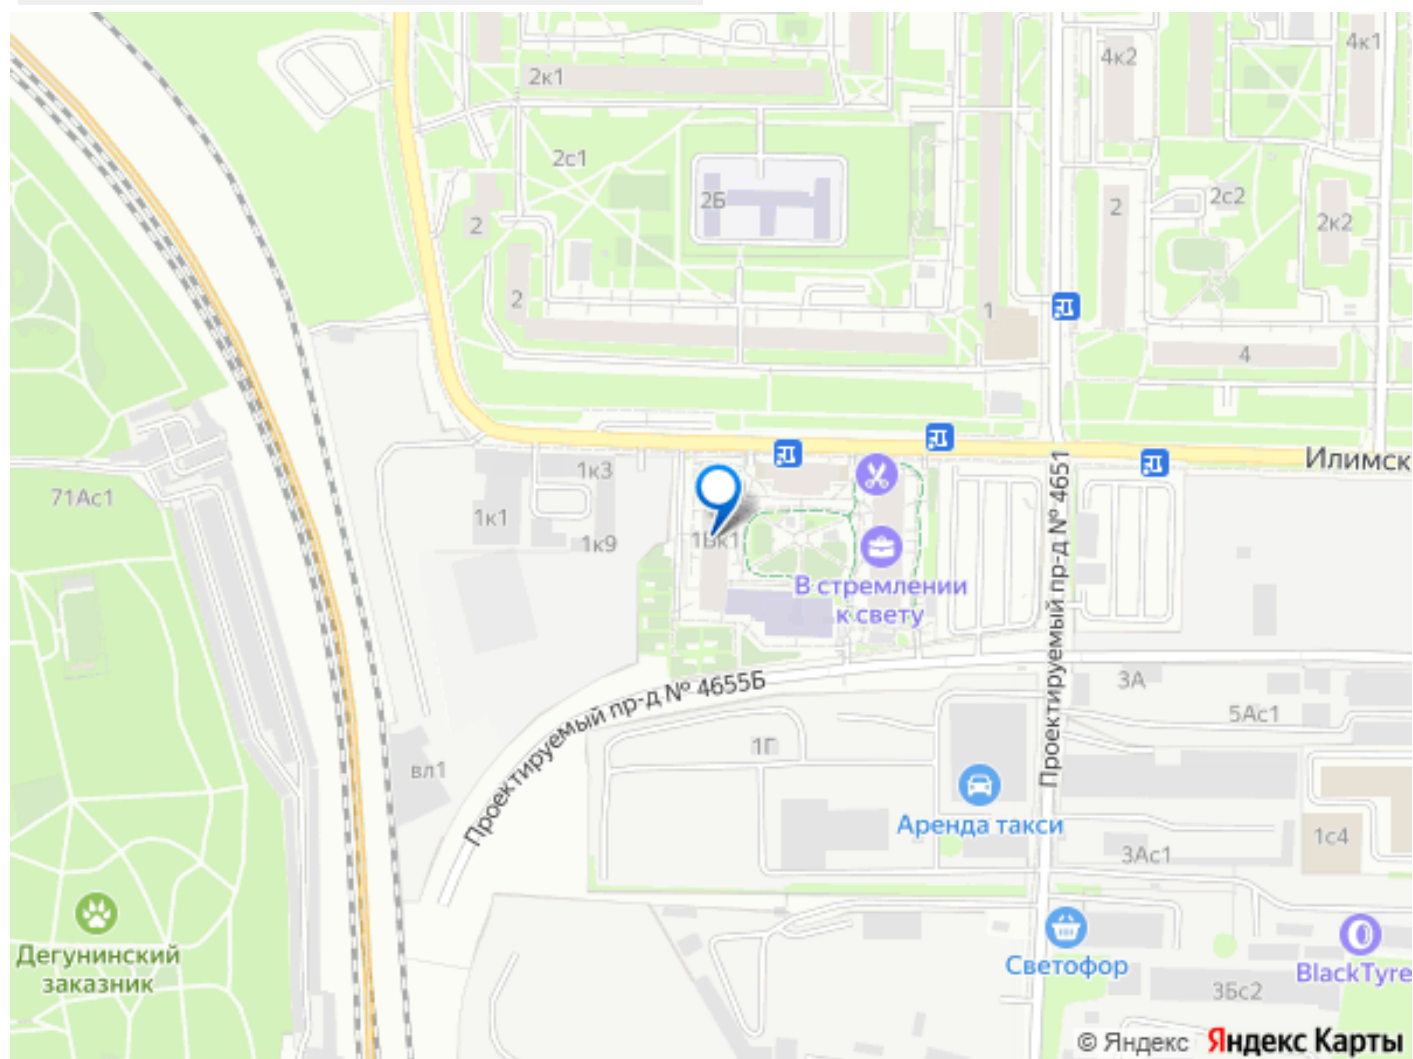 4к1
4к2
2к1
2с1
2Б
2с2
2
2
2к2
2
1
4
Илимск
71Ас1
1к3
1к1
1к9
1Вк1
В стремлении
к свету
Проектируемый пр-д № 4651
Проектируемый пр-д № 4655Б
3А
5Ас1
1Г
вл1
Аренда такси
1с4
3Ас1
Дегунинский
заказник
Светофор
BlackTyre
3Бс2
© Яндекс Яндекс Карты